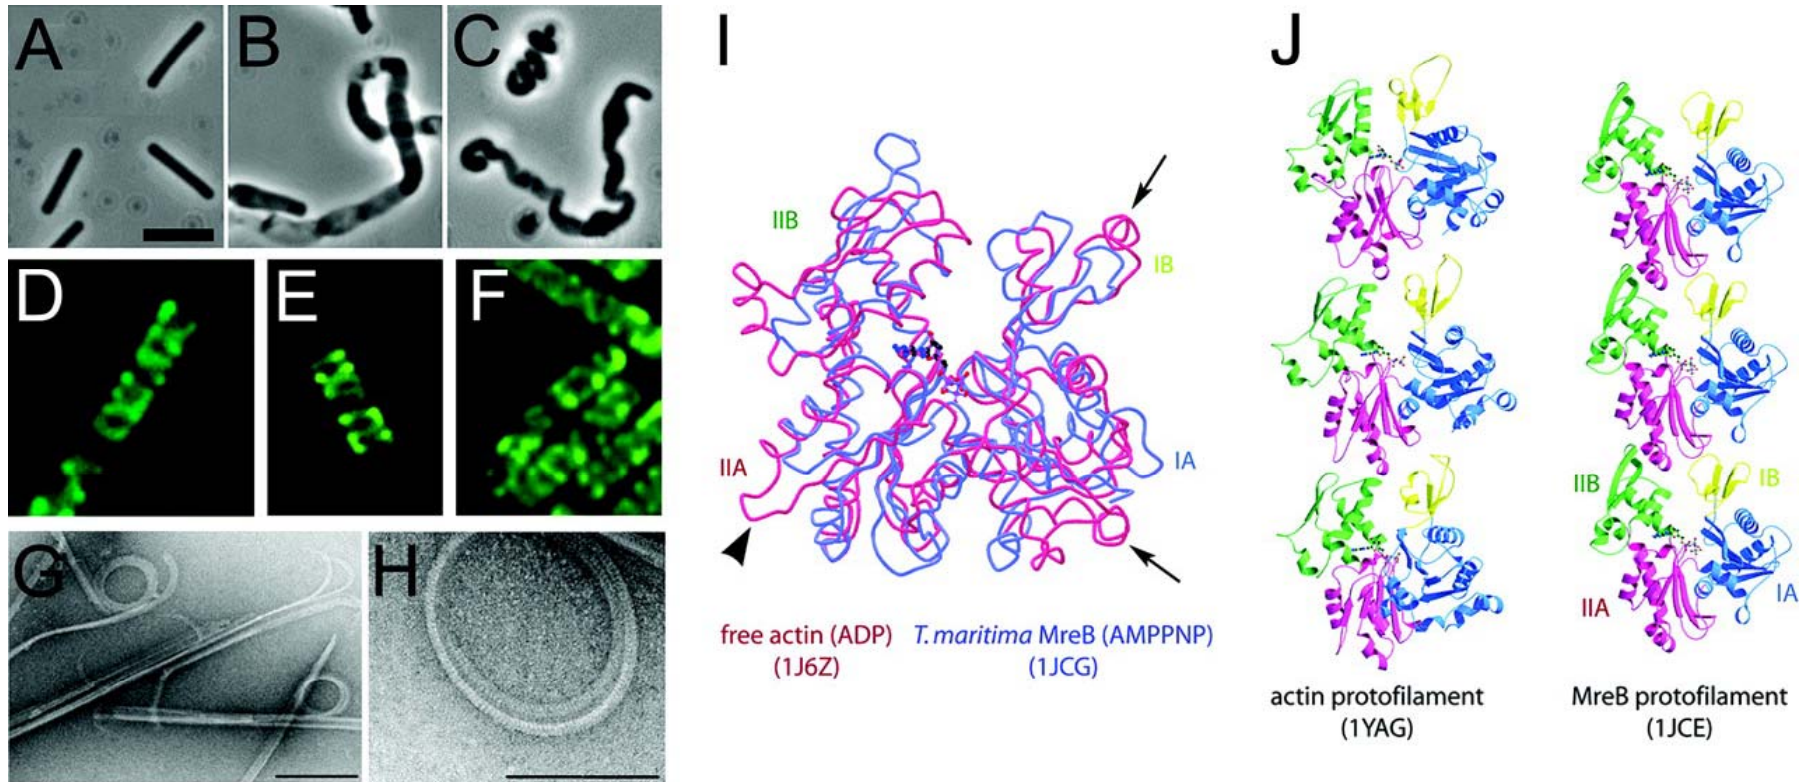 A
B
C
D
E
F
G
H
I
IIB
IB
IIA
IA
free actin (ADP)
(1J6Z)
T. maritima MreB (AMPPNP)
(1JCG)
J
IIB
IB
IIA
IA
actin protofilament
(1YAG)
MreB protofilament
(1JCE)